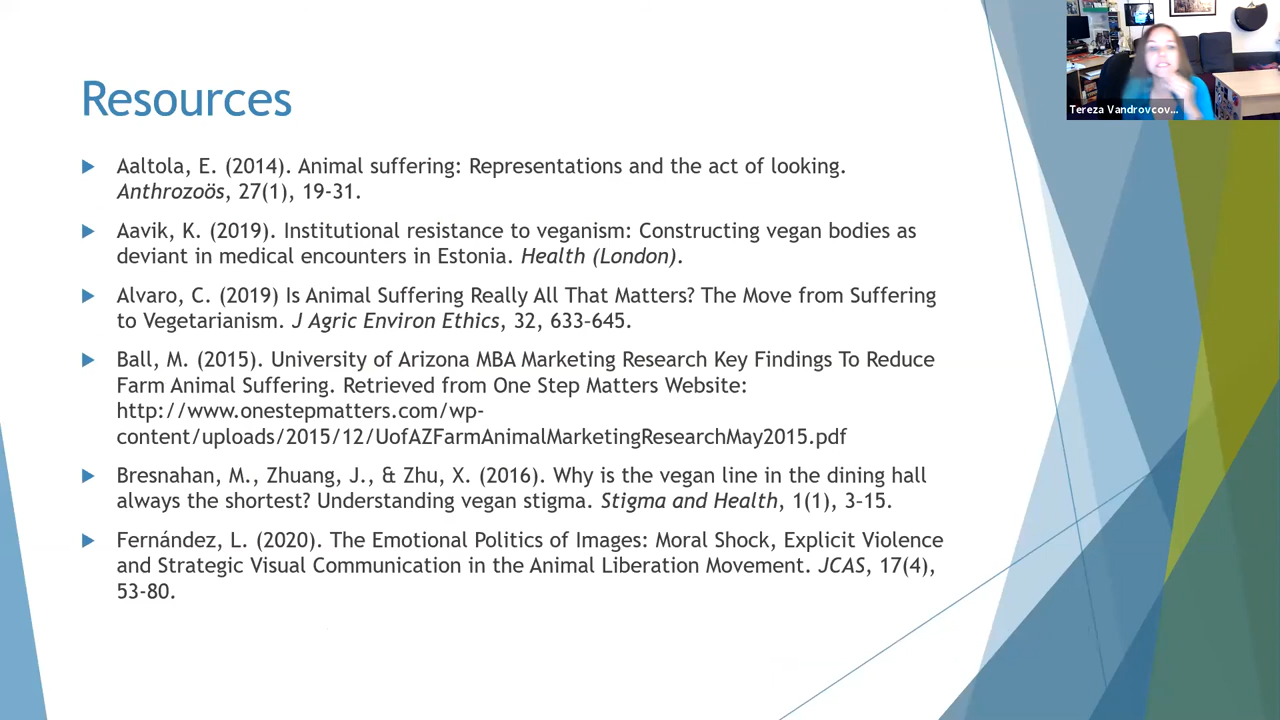 Resources
Aaltola, E. (2014). Animal suffering: Representations and the act of looking.
Anthrozoös, 27(1), 19-31.
Aavik, K. (2019). Institutional resistance to veganism: Constructing vegan bodies as
deviant in medical encounters in Estonia. Health (London).
Alvaro, C. (2019) Is Animal Suffering Really All That Matters? The Move from Suffering
to Vegetarianism. J Agric Environ Ethics, 32, 633–645.
Ball, M. (2015). University of Arizona MBA Marketing Research Key Findings To Reduce
Farm Animal Suffering. Retrieved from One Step Matters Website:
http://www.onestepmatters.com/wp-
content/uploads/2015/12/UofAZFarmAnimalMarketingResearchMay2015.pdf
Bresnahan, M., Zhuang, J., & Zhu, X. (2016). Why is the vegan line in the dining hall
always the shortest? Understanding vegan stigma. Stigma and Health, 1(1), 3–15.
Fernández, L. (2020). The Emotional Politics of Images: Moral Shock, Explicit Violence
and Strategic Visual Communication in the Animal Liberation Movement. JCAS, 17(4),
53-80.
Tereza Vandrovcov...